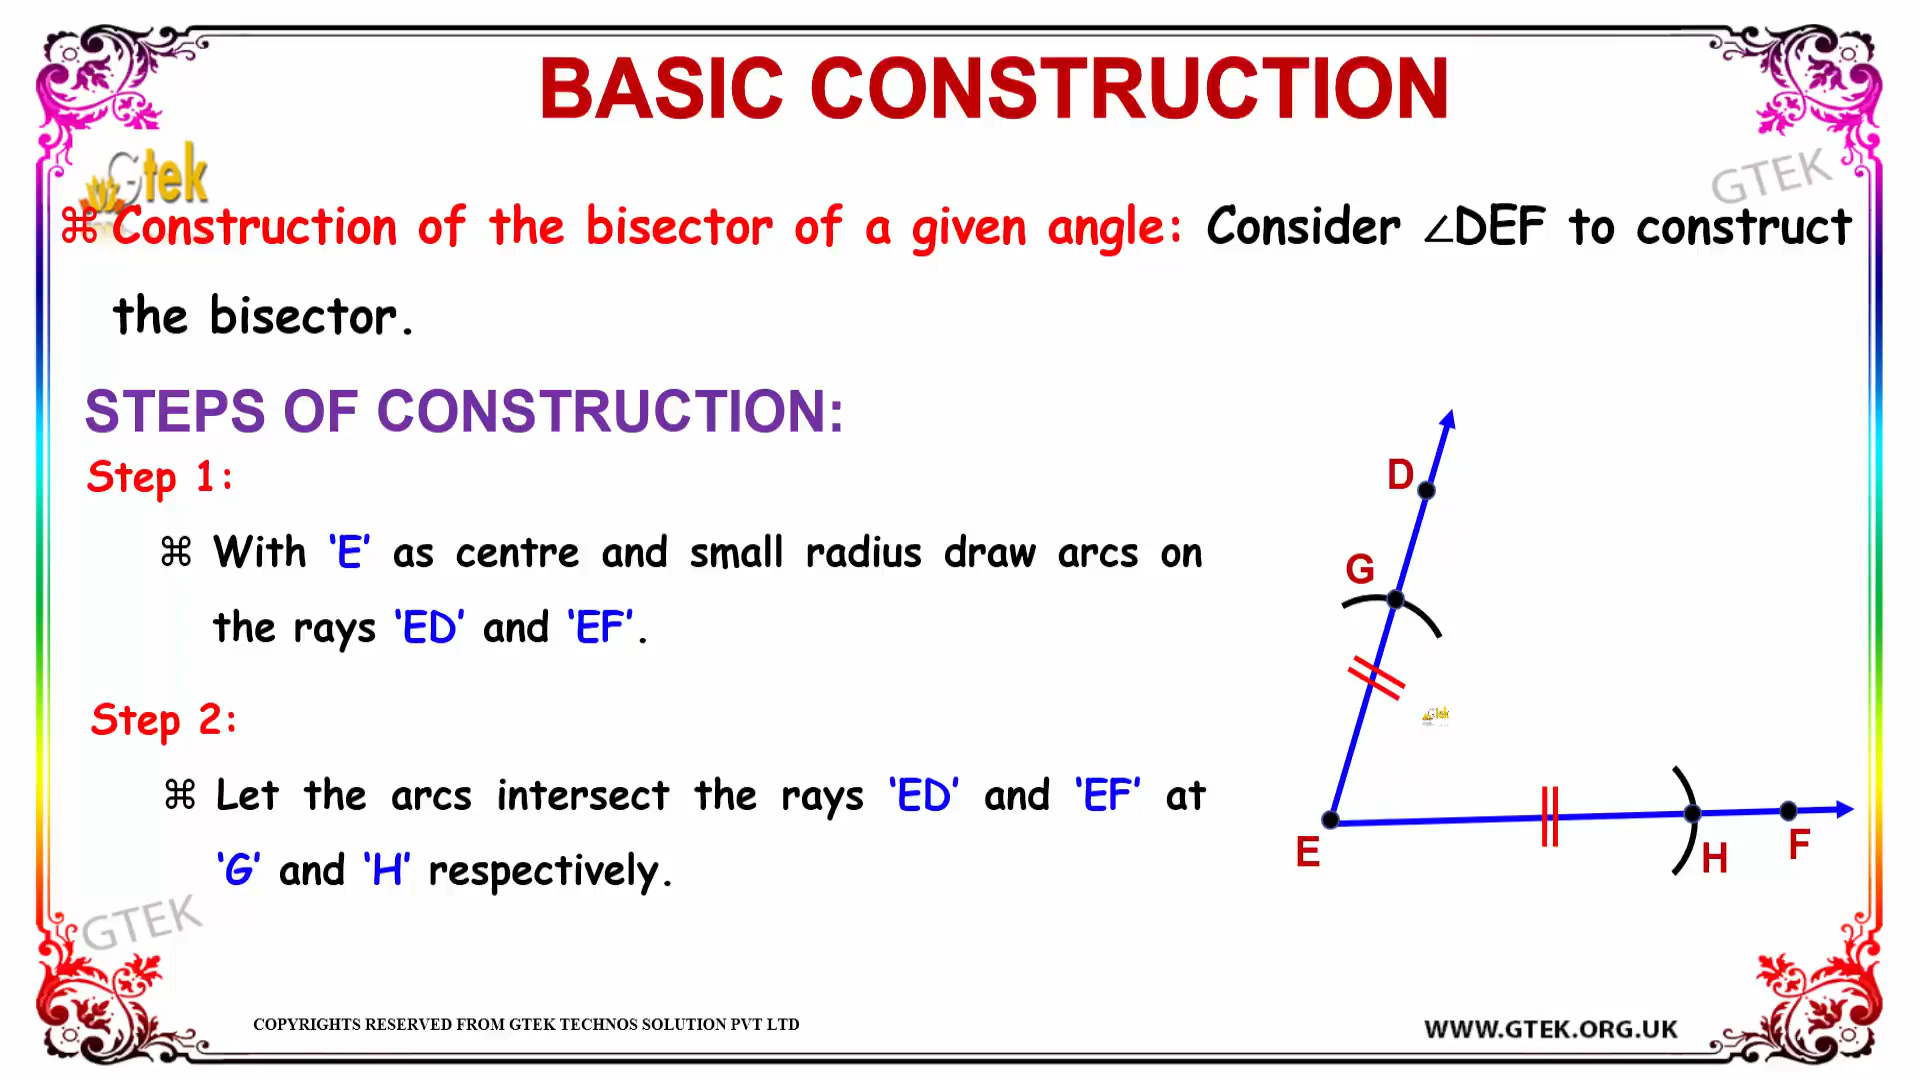 BASIC CONSTRUCTION
Gtek
GTEK
⌘ Construction of the bisector of a given angle: Consider ∠DEF to construct
the bisector.
STEPS OF CONSTRUCTION:
Step 1:
⌘ With ‘E’ as centre and small radius draw arcs on
the rays ‘ED’ and ‘EF’.
Step 2:
⌘ Let the arcs intersect the rays ‘ED’ and ‘EF’ at
‘G’ and ‘H’ respectively.
D
G
Gtek
E
H
F
GTEK
COPYRIGHTS RESERVED FROM GTEK TECHNOS SOLUTION PVT LTD
WWW.GTEK.ORG.UK